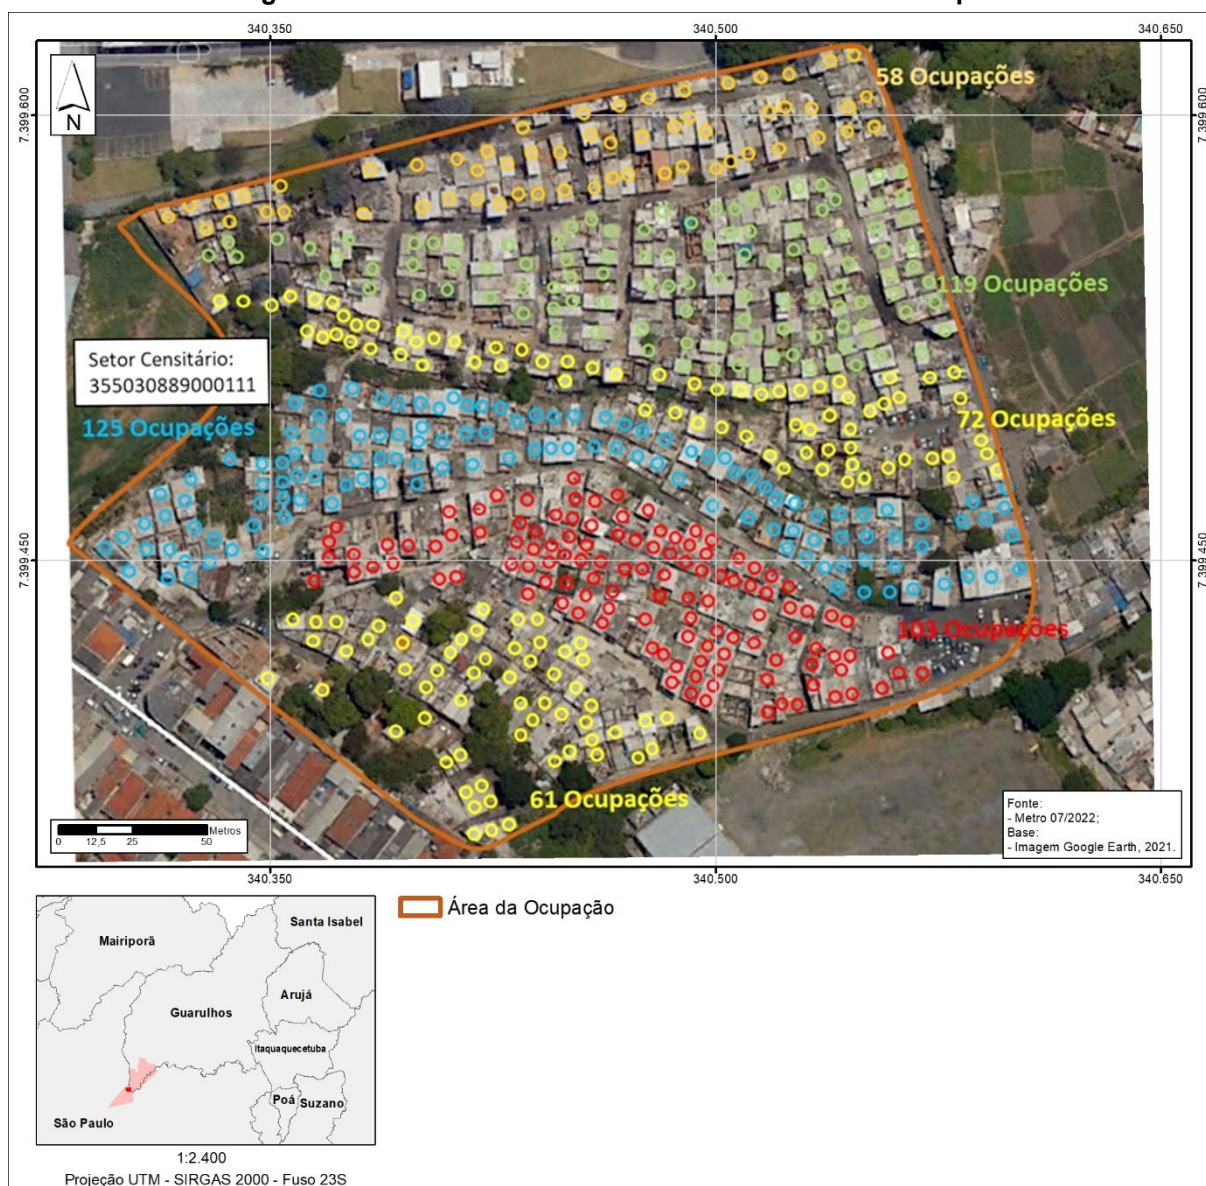 340.350
340.500
340.650
7.399.600
7.399.600
N
58 Ocupações
119 Ocupações
Setor Censitário:
355030889000111
125 Ocupações
72 Ocupações
7.399.450
7.399.450
103 Ocupações
61 Ocupações
Metros
0 12,5 25 50
Fonte:
- Metro 07/2022;
Base:
- Imagem Google Earth, 2021.
340.350
340.500
340.650
Área da Ocupação
Santa Isabel
Mairiporã
Arujá
Guarulhos
Itaquaquecetuba
Poá
Suzano
São Paulo
1:2.400
Projeção UTM - SIRGAS 2000 - Fuso 23S